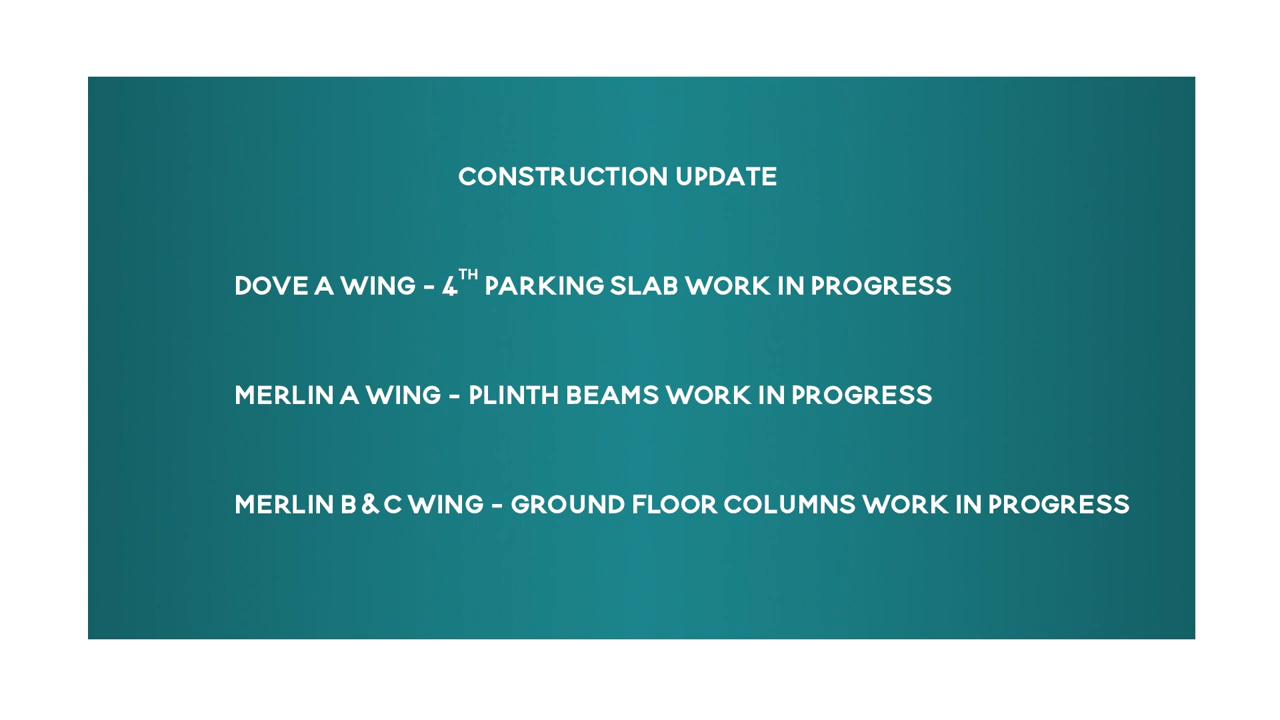 CONSTRUCTION UPDATE
DOVE A WING - 4TH PARKING SLAB WORK IN PROGRESS
MERLIN A WING - PLINTH BEAMS WORK IN PROGRESS
MERLIN B & C WING - GROUND FLOOR COLUMNS WORK IN PROGRESS